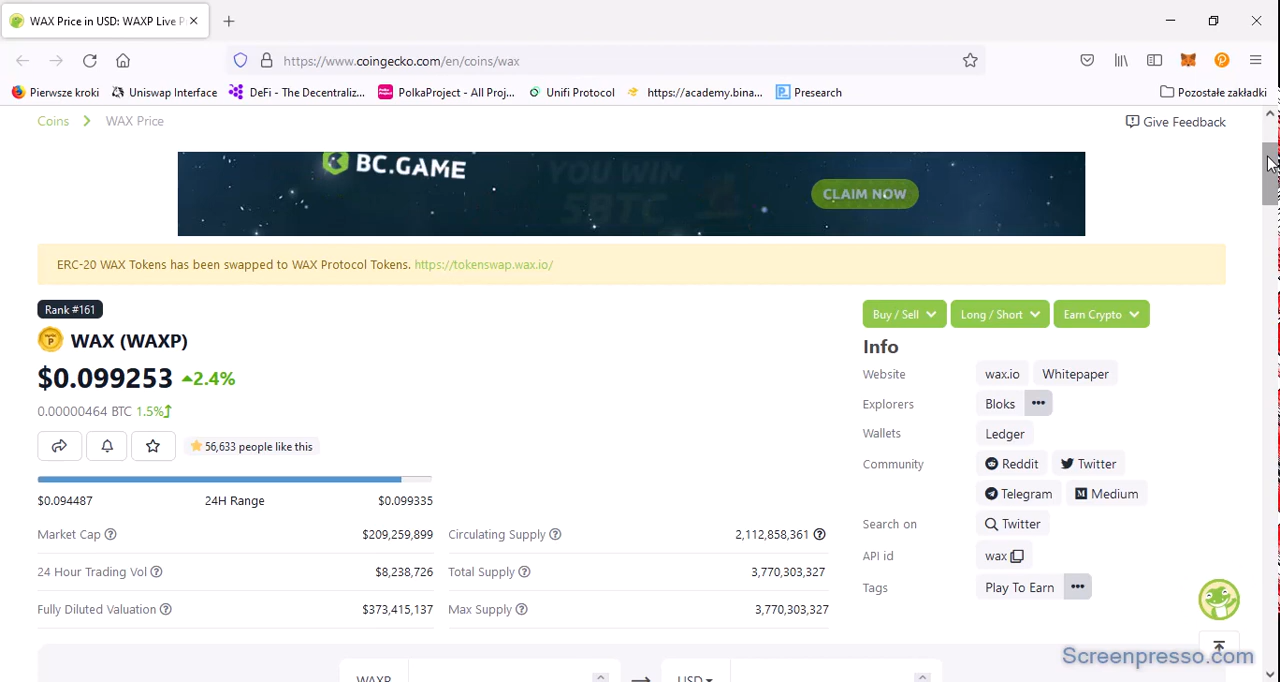 WAX Price in USD: WAXP Live P
https://www.coingecko.com/en/coins/wax
Pierwsze kroki
Uniswap Interface
DeFi - The Decentraliz...
PolkaProject - All Proj...
Unifi Protocol
https://academy.bina...
Presearch
Pozostałe zakładki
Coins
WAX Price
Give Feedback
BC.GAME
YOU WIN
5BTC
CLAIM NOW
ERC-20 WAX Tokens has been swapped to WAX Protocol Tokens. https://tokenswap.wax.io/
Rank #161
WAX (WAXP)
$0.099253 2.4%
0.00000464 BTC 1.5%
56,633 people like this
$0.094487 24H Range $0.099335
Market Cap $209,259,899
Circulating Supply 2,112,858,361
24 Hour Trading Vol $8,238,726
Total Supply 3,770,303,327
Fully Diluted Valuation $373,415,137
Max Supply 3,770,303,327
Buy / Sell Long / Short Earn Crypto
Info
Website wax.io Whitepaper
Explorers Bloks
Wallets Ledger
Community Reddit Twitter
Telegram Medium
Search on Twitter
API id wax
Tags Play To Earn
WAXP USD
Screenpresso.com